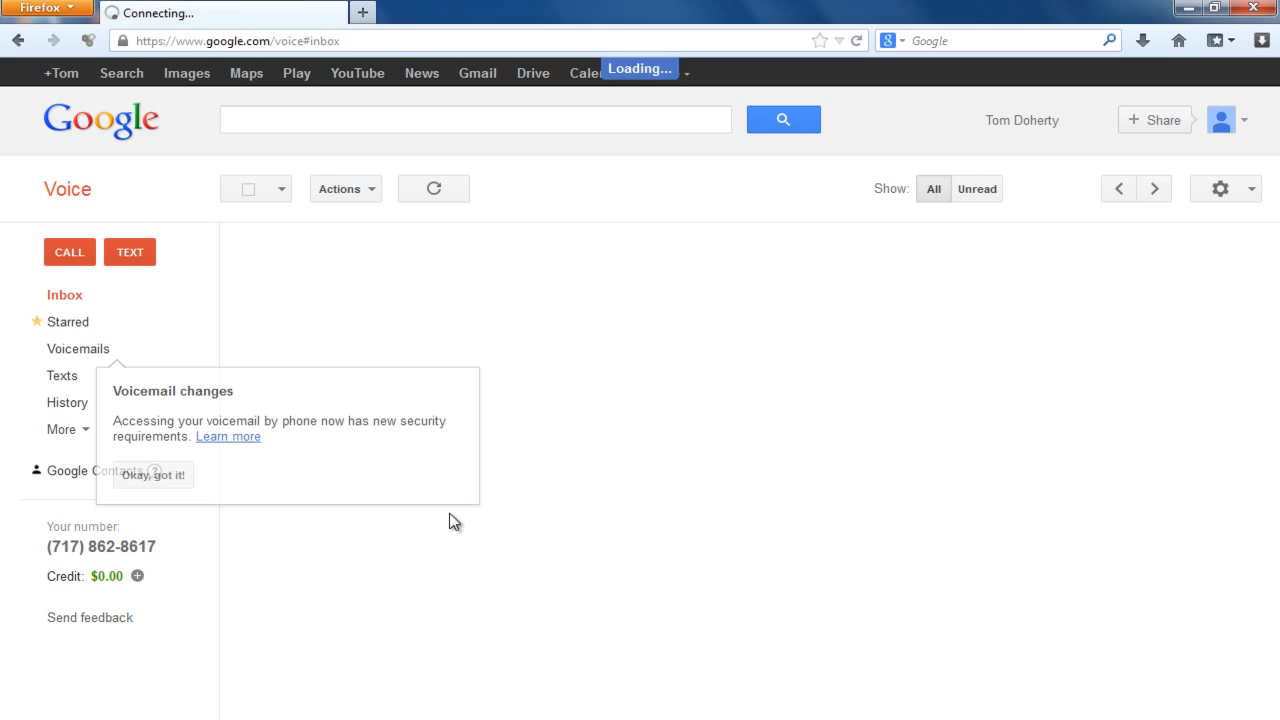 Firefox
Connecting...
https://www.google.com/voice#inbox
Google
+Tom Search Images Maps Play YouTube News Gmail Drive
Loading...
Google
Tom Doherty
+ Share
Voice
Actions
Show: All Unread
CALL TEXT
Inbox
Starred
Voicemails
Texts
History
More
Voicemail changes
Accessing your voicemail by phone now has new security
requirements. Learn more
Okay, got it!
Google Contacts ?
Your number:
(717) 862-8617
Credit: $0.00
Send feedback